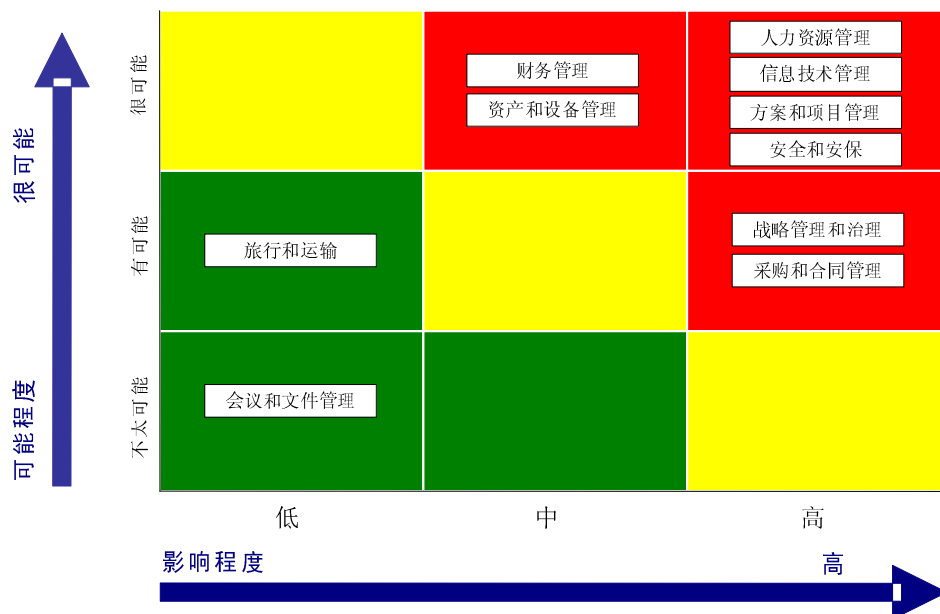 很可能
财务管理
资产和设备管理
人力资源管理
信息技术管理
方案和项目管理
安全和安保
很可能
有可能
旅行和运输
战略管理和治理
采购和合同管理
可能程度
不太可能
会议和文件管理
低
中
高
影响程度
高